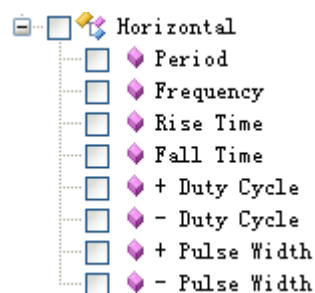 Horizontal
Period
Frequency
Rise Time
Fall Time
+ Duty Cycle
- Duty Cycle
+ Pulse Width
- Pulse Width